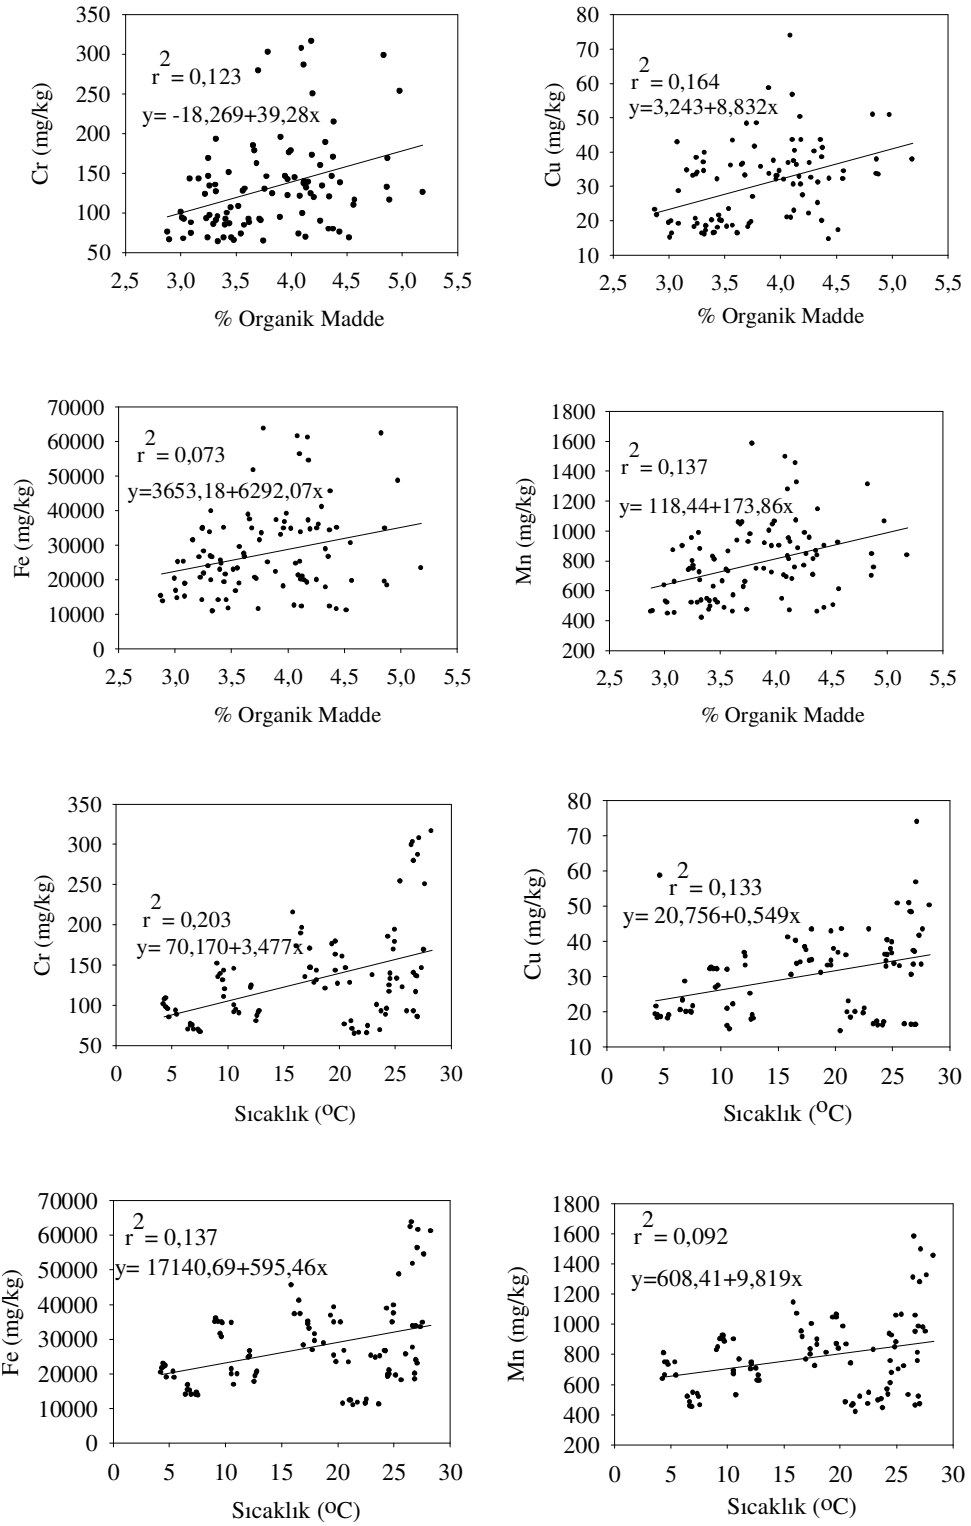 350
300
250
200
150
100
50
Cr (mg/kg)
r2 = 0,123
y= -18,269+39,28x
2,5 3,0 3,5 4,0 4,5 5,0 5,5
% Organik Madde
80
70
60
50
40
30
20
10
Cu (mg/kg)
r2 = 0,164
y=3,243+8,832x
2,5 3,0 3,5 4,0 4,5 5,0 5,5
% Organik Madde
70000
60000
50000
40000
30000
20000
10000
0
Fe (mg/kg)
r2 = 0,073
y=3653,18+6292,07x
2,5 3,0 3,5 4,0 4,5 5,0 5,5
% Organik Madde
1800
1600
1400
1200
1000
800
600
400
200
Mn (mg/kg)
r2 = 0,137
y= 118,44+173,86x
2,5 3,0 3,5 4,0 4,5 5,0 5,5
% Organik Madde
350
300
250
200
150
100
50
Cr (mg/kg)
r2 = 0,203
y= 70,170+3,477x
0 5 10 15 20 25 30
Sıcaklık (OC)
80
70
60
50
40
30
20
10
Cu (mg/kg)
r2 = 0,133
y= 20,756+0,549x
0 5 10 15 20 25 30
Sıcaklık (OC)
70000
60000
50000
40000
30000
20000
10000
0
Fe (mg/kg)
r2 = 0,137
y= 17140,69+595,46x
0 5 10 15 20 25 30
Sıcaklık (OC)
1800
1600
1400
1200
1000
800
600
400
200
Mn (mg/kg)
r2 = 0,092
y=608,41+9,819x
0 5 10 15 20 25 30
Sıcaklık (OC)